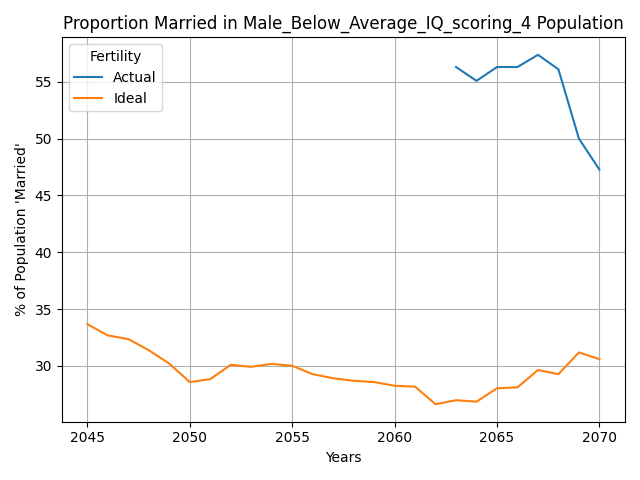 Proportion Married in Male_Below_Average_IQ_scoring_4 Population
Fertility
Actual
Ideal
% of Population 'Married'
55
50
45
40
35
30
2045
2050
2055
2060
2065
2070
Years